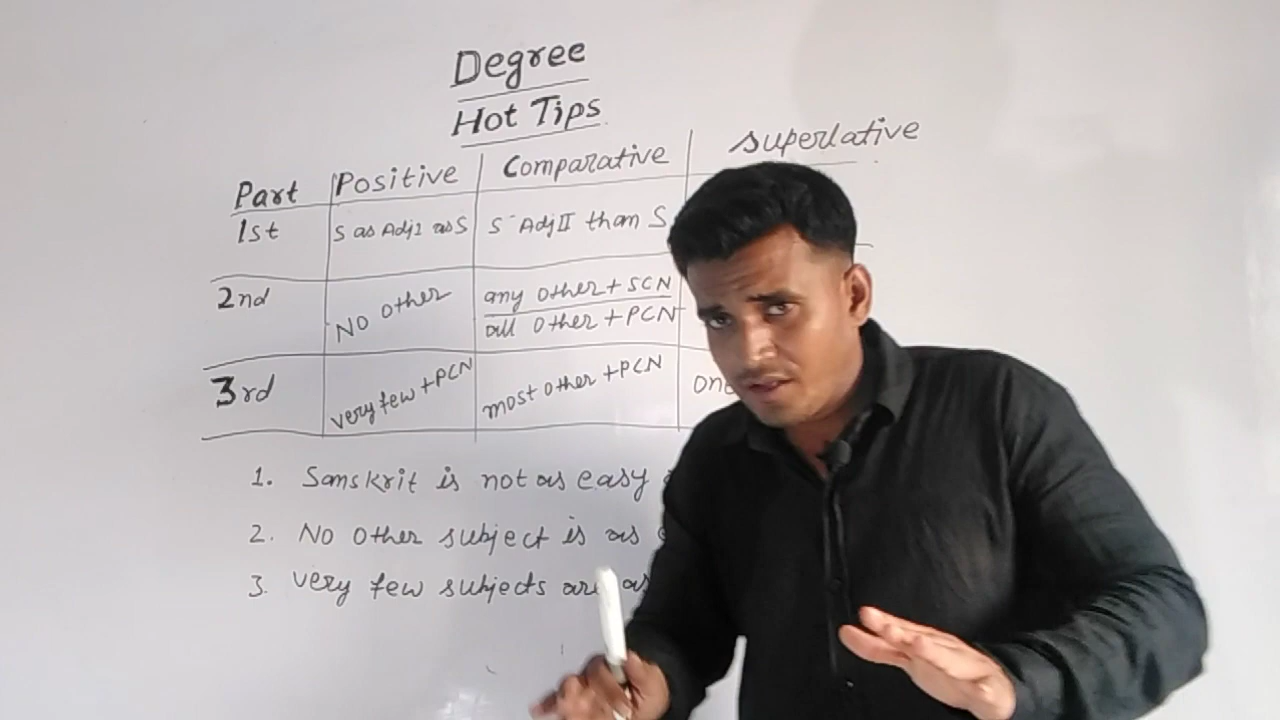 Degree
Hot Tips
Part Positive Comparative Superlative
1st S as Adj I as S S - Adj II than S
2nd No other any other + SCN
all other + PCN
3rd very few + PCN most other + PCN
1. Sanskrit is not as easy
2. No other subject is as
3. very few subjects are as